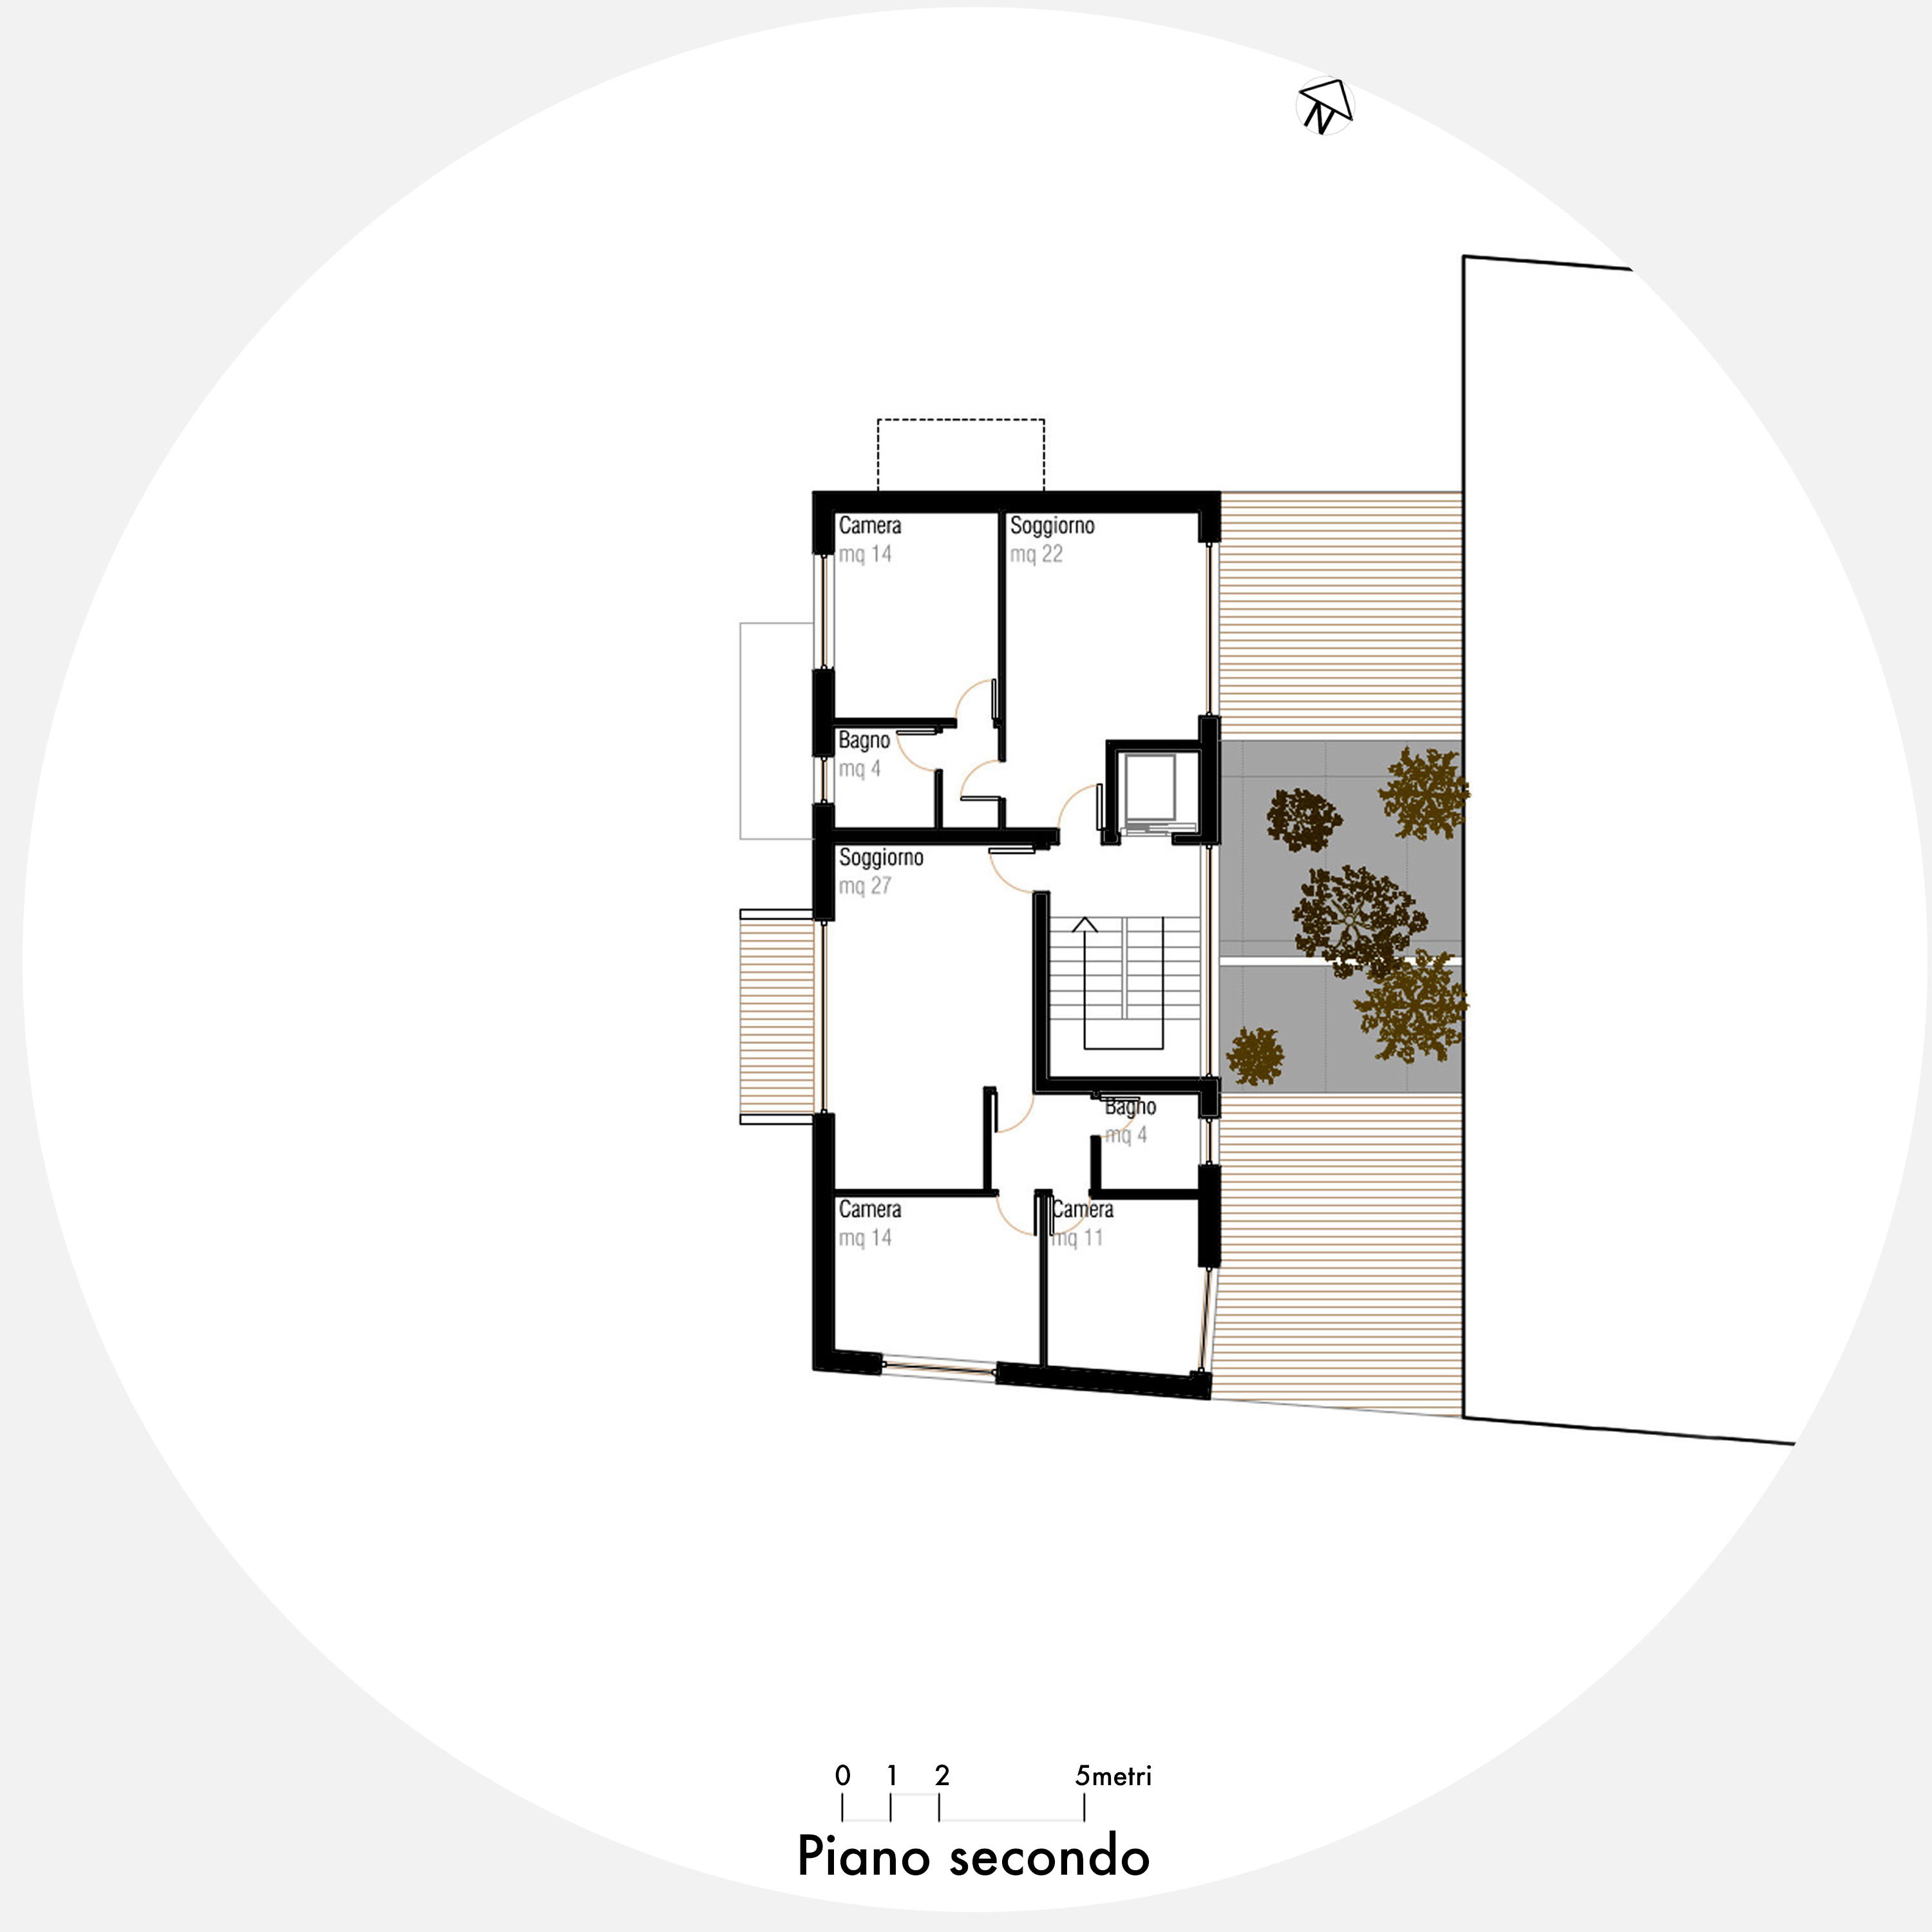 N
Camera
mq 14
Soggiorno
mq 22
Bagno
mq 4
Soggiorno
mq 27
Bagno
mq 4
Camera
mq 14
Camera
mq 11
0 1 2 5metri
Piano secondo